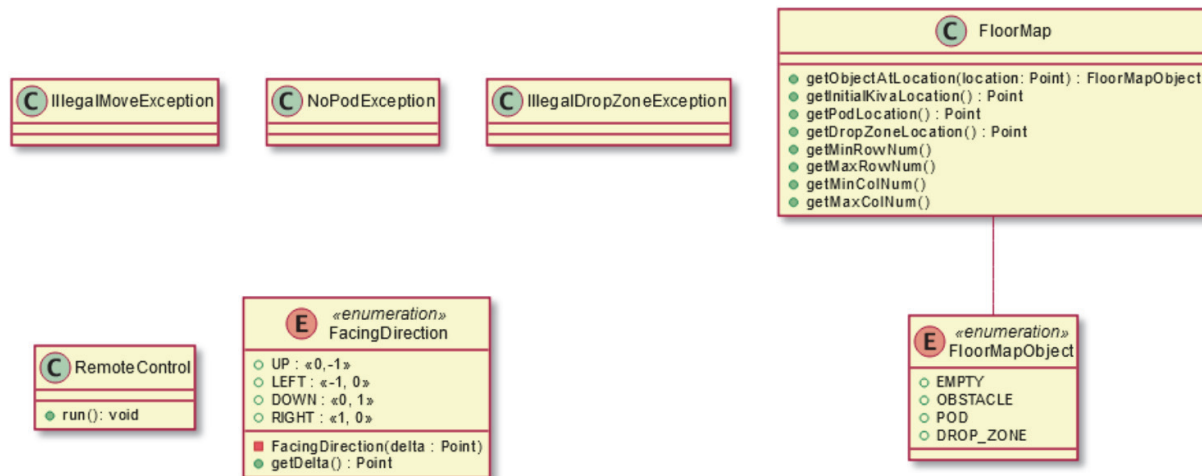 C IllegalMoveException
C NoPodException
C IllegalDropZoneException
C FloorMap
getObjectAtLocation(location: Point) : FloorMapObject
getInitialKivaLocation() : Point
getPodLocation() : Point
getDropZoneLocation() : Point
getMinRowNum()
getMaxRowNum()
getMinColNum()
getMaxColNum()
C RemoteControl
run(): void
E «enumeration»
FacingDirection
UP : «0,-1»
LEFT : «-1, 0»
DOWN : «0, 1»
RIGHT : «1, 0»
FacingDirection(delta : Point)
getDelta() : Point
E «enumeration»
FloorMapObject
EMPTY
OBSTACLE
POD
DROP_ZONE